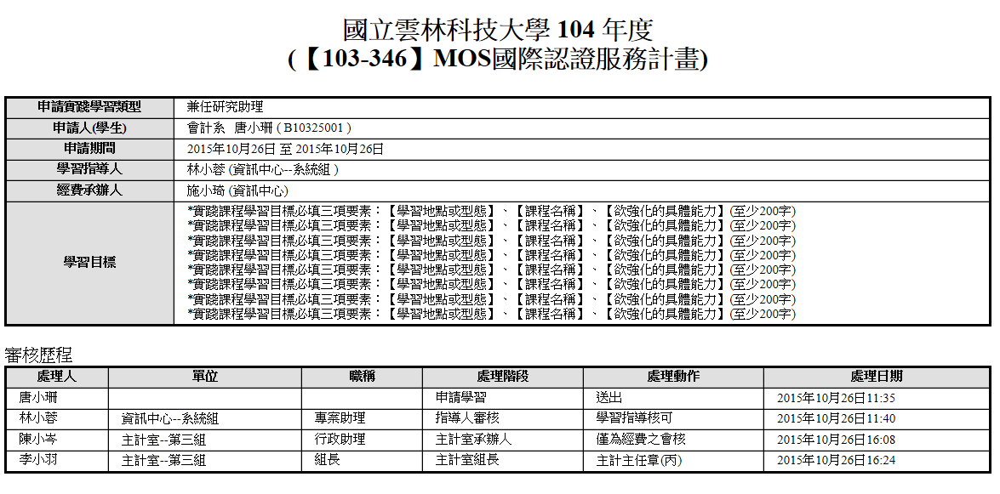 國立雲林科技大學 104 年度
(【103-346】MOS國際認證服務計畫)
申請實踐學習類型 兼任研究助理
申請人(學生) 會計系 唐小珊 ( B10325001 )
申請期間 2015年10月26日 至 2015年10月26日
學習指導人 林小蓉 (資訊中心--系統組 )
經費承辦人 施小琦 (資訊中心)
學習目標
*實踐課程學習目標必填三項要素：【學習地點或型態】、【課程名稱】、【欲強化的具體能力】(至少200字)
*實踐課程學習目標必填三項要素：【學習地點或型態】、【課程名稱】、【欲強化的具體能力】(至少200字)
*實踐課程學習目標必填三項要素：【學習地點或型態】、【課程名稱】、【欲強化的具體能力】(至少200字)
*實踐課程學習目標必填三項要素：【學習地點或型態】、【課程名稱】、【欲強化的具體能力】(至少200字)
*實踐課程學習目標必填三項要素：【學習地點或型態】、【課程名稱】、【欲強化的具體能力】(至少200字)
*實踐課程學習目標必填三項要素：【學習地點或型態】、【課程名稱】、【欲強化的具體能力】(至少200字)
*實踐課程學習目標必填三項要素：【學習地點或型態】、【課程名稱】、【欲強化的具體能力】(至少200字)
*實踐課程學習目標必填三項要素：【學習地點或型態】、【課程名稱】、【欲強化的具體能力】(至少200字)
審核歷程
處理人 單位 職稱 處理階段 處理動作 處理日期
唐小珊 申請學習 送出 2015年10月26日11:35
林小蓉 資訊中心--系統組 專案助理 指導人審核 學習指導核可 2015年10月26日11:40
陳小岑 主計室--第三組 行政助理 主計室承辦人 僅為經費之會核 2015年10月26日16:08
李小羽 主計室--第三組 組長 主計室組長 主計主任章(丙) 2015年10月26日16:24